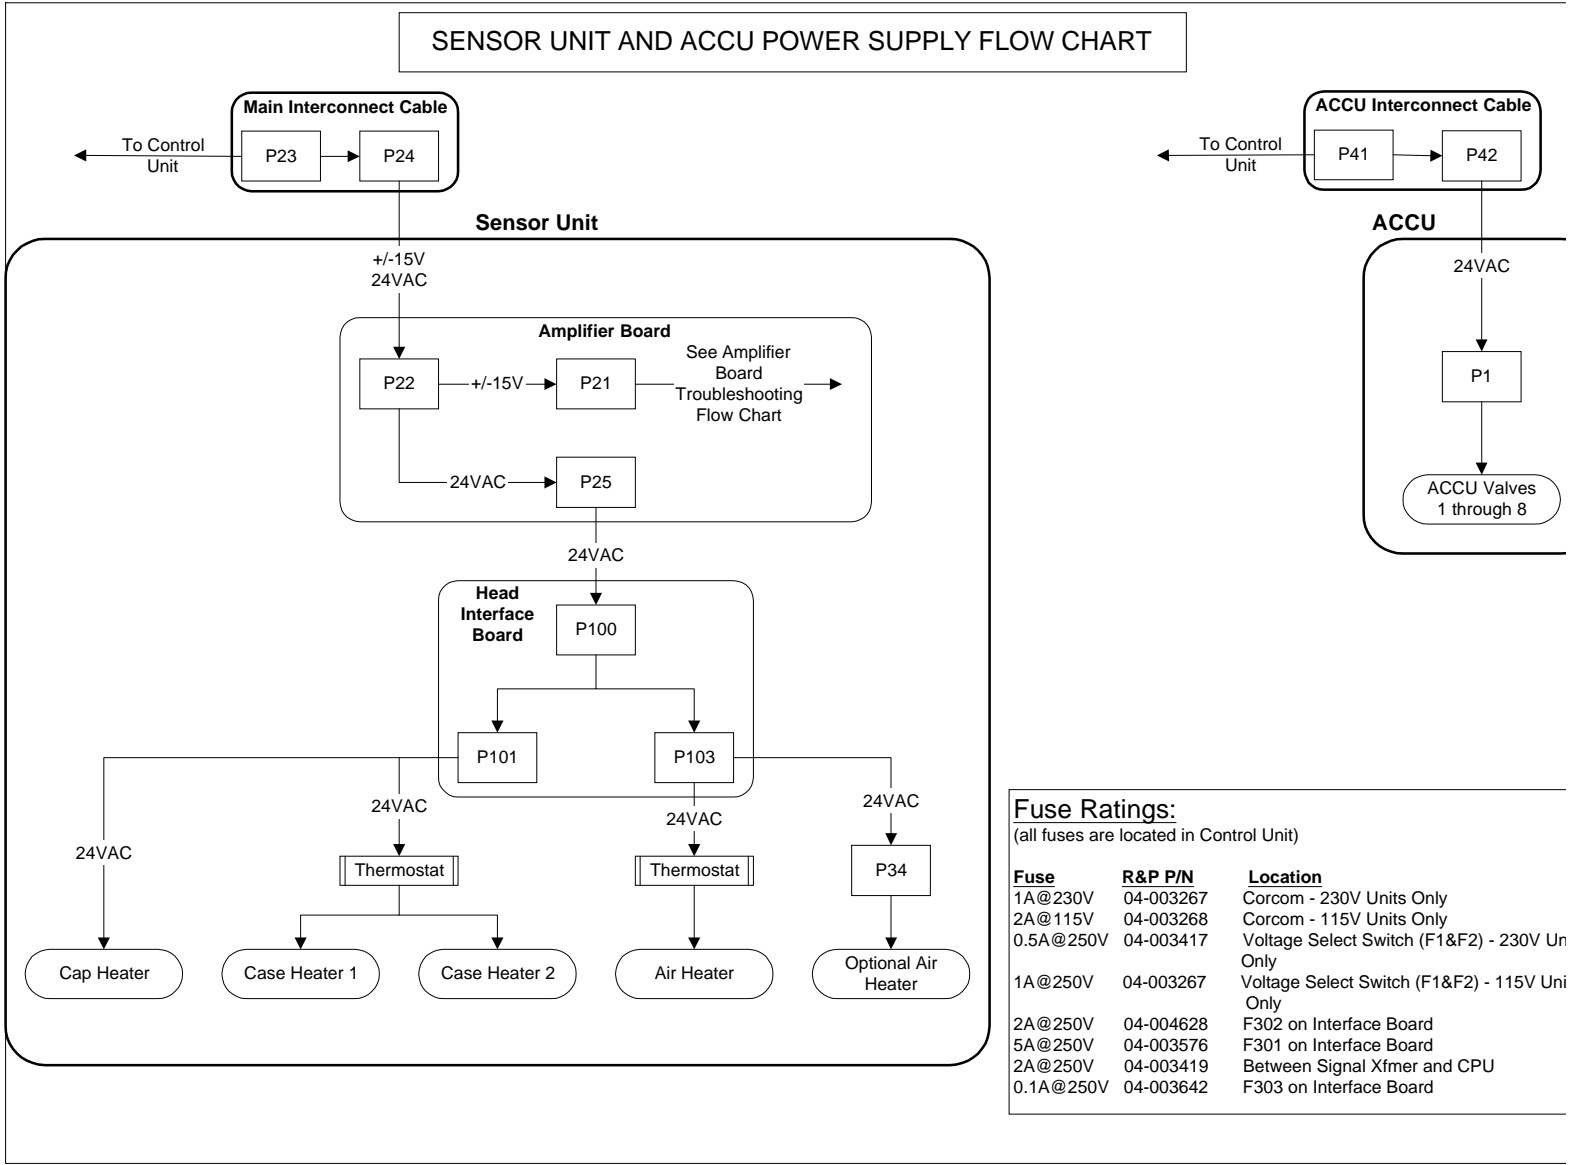 SENSOR UNIT AND ACCU POWER SUPPLY FLOW CHART
Main Interconnect Cable
To Control
Unit
P23
P24
ACCU Interconnect Cable
To Control
Unit
P41
P42
Sensor Unit
+/-15V
24VAC
Amplifier Board
P22
+/-15V
P21
See Amplifier
Board
Troubleshooting
Flow Chart
24VAC
P25
24VAC
Head
Interface
Board
P100
P101
P103
24VAC
24VAC
24VAC
24VAC
Thermostat
Thermostat
P34
Cap Heater
Case Heater 1
Case Heater 2
Air Heater
Optional Air
Heater
ACCU
24VAC
P1
ACCU Valves
1 through 8
Fuse Ratings:
(all fuses are located in Control Unit)
Fuse R&P P/N Location
1A@230V 04-003267 Corcom - 230V Units Only
2A@115V 04-003268 Corcom - 115V Units Only
0.5A@250V 04-003417 Voltage Select Switch (F1&F2) - 230V Un
Only
1A@250V 04-003267 Voltage Select Switch (F1&F2) - 115V Uni
Only
2A@250V 04-004628 F302 on Interface Board
5A@250V 04-003576 F301 on Interface Board
2A@250V 04-003419 Between Signal Xfmer and CPU
0.1A@250V 04-003642 F303 on Interface Board